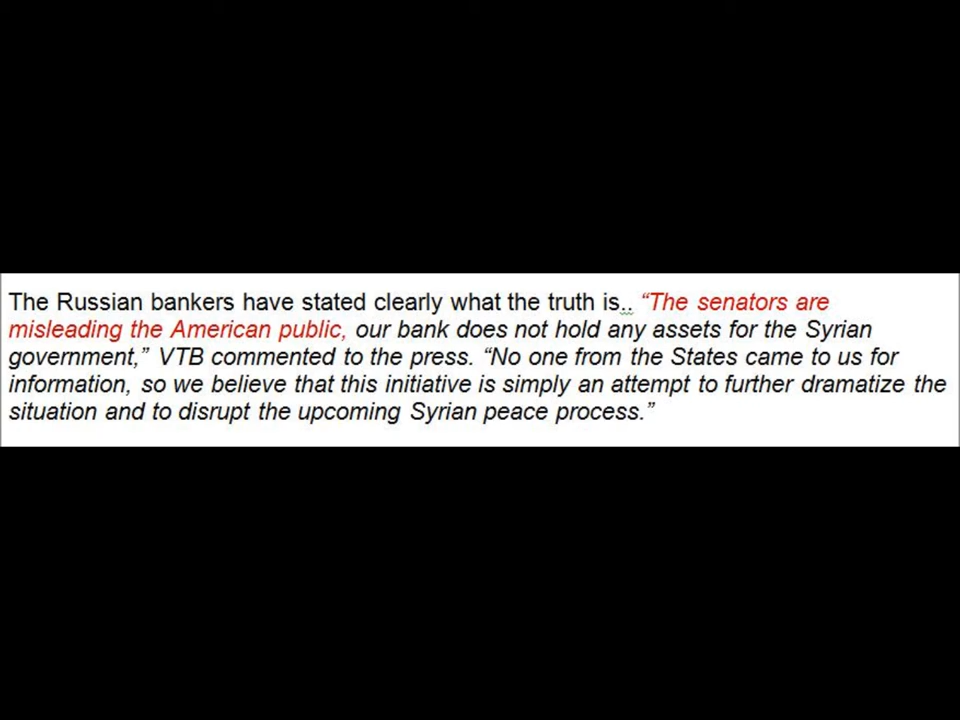 The Russian bankers have stated clearly what the truth is.. “The senators are
misleading the American public, our bank does not hold any assets for the Syrian
government,” VTB commented to the press. “No one from the States came to us for
information, so we believe that this initiative is simply an attempt to further dramatize the
situation and to disrupt the upcoming Syrian peace process.”